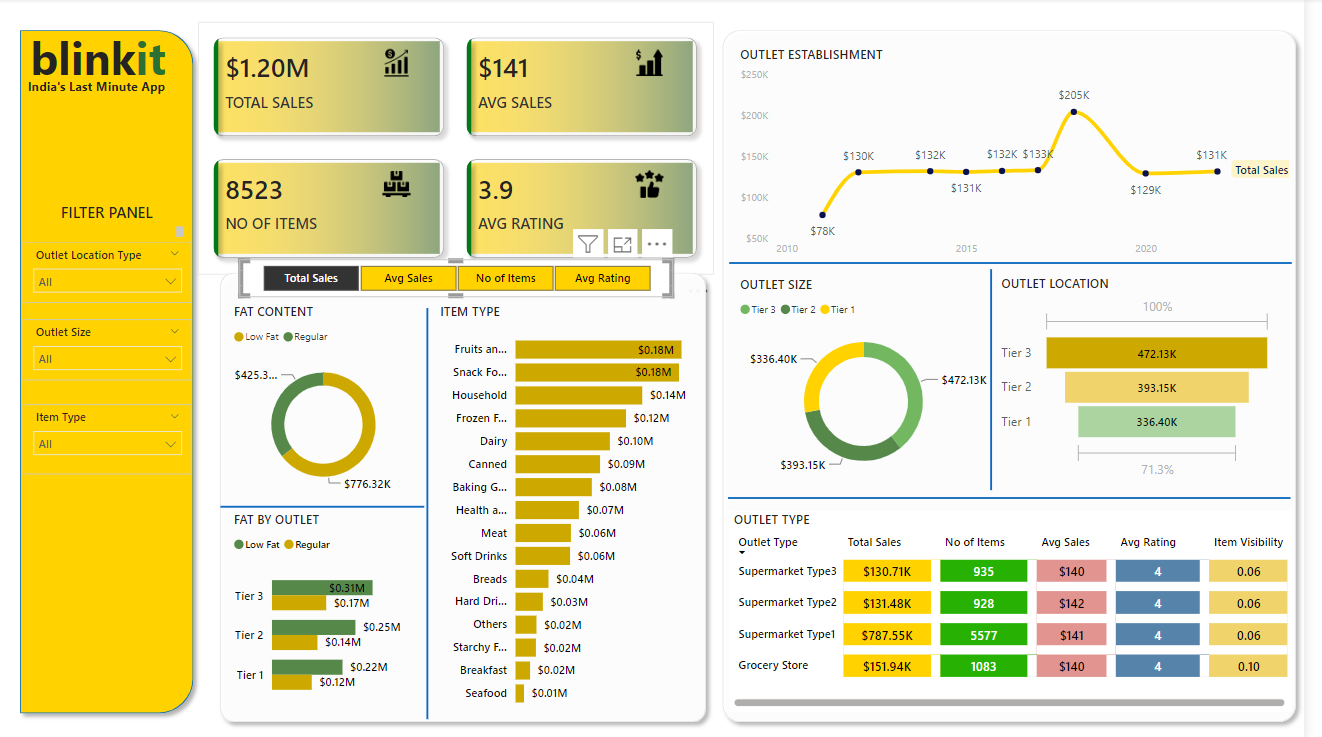 blinkit
India's Last Minute App
FILTER PANEL
Outlet Location Type
All
Outlet Size
All
Item Type
All
$1.20M
TOTAL SALES
$141
AVG SALES
8523
NO OF ITEMS
3.9
AVG RATING
Total Sales Avg Sales No of Items Avg Rating
FAT CONTENT
Low Fat Regular
$425.3...
$776.32K
FAT BY OUTLET
Low Fat Regular
Tier 3 $0.31M
$0.17M
Tier 2 $0.25M
$0.14M
Tier 1 $0.22M
$0.12M
ITEM TYPE
Fruits an... $0.18M
Snack Fo... $0.18M
Household $0.14M
Frozen F... $0.12M
Dairy $0.10M
Canned $0.09M
Baking G... $0.08M
Health a... $0.07M
Meat $0.06M
Soft Drinks $0.06M
Breads $0.04M
Hard Dri... $0.03M
Others $0.02M
Starchy F... $0.02M
Breakfast $0.02M
Seafood $0.01M
OUTLET ESTABLISHMENT
$250K
$200K
$150K
$100K
$50K
2010 2015 2020
$78K
$130K
$132K
$131K
$132K
$133K
$205K
$129K
$131K
Total Sales
OUTLET SIZE
Tier 3 Tier 2 Tier 1
$336.40K
$472.13K
$393.15K
OUTLET LOCATION
100%
Tier 3 472.13K
Tier 2 393.15K
Tier 1 336.40K
71.3%
OUTLET TYPE
Outlet Type Total Sales No of Items Avg Sales Avg Rating Item Visibility
Supermarket Type3 $130.71K 935 $140 4 0.06
Supermarket Type2 $131.48K 928 $142 4 0.06
Supermarket Type1 $787.55K 5577 $141 4 0.06
Grocery Store $151.94K 1083 $140 4 0.10